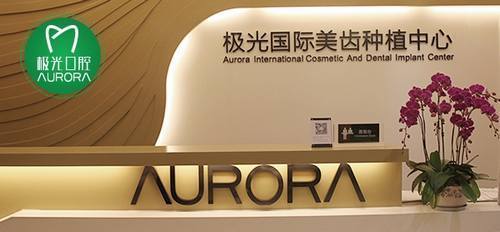 极光口腔
AURORA
极光国际美齿种植中心
Aurora International Cosmetic And Dental Implant Center
AURORA